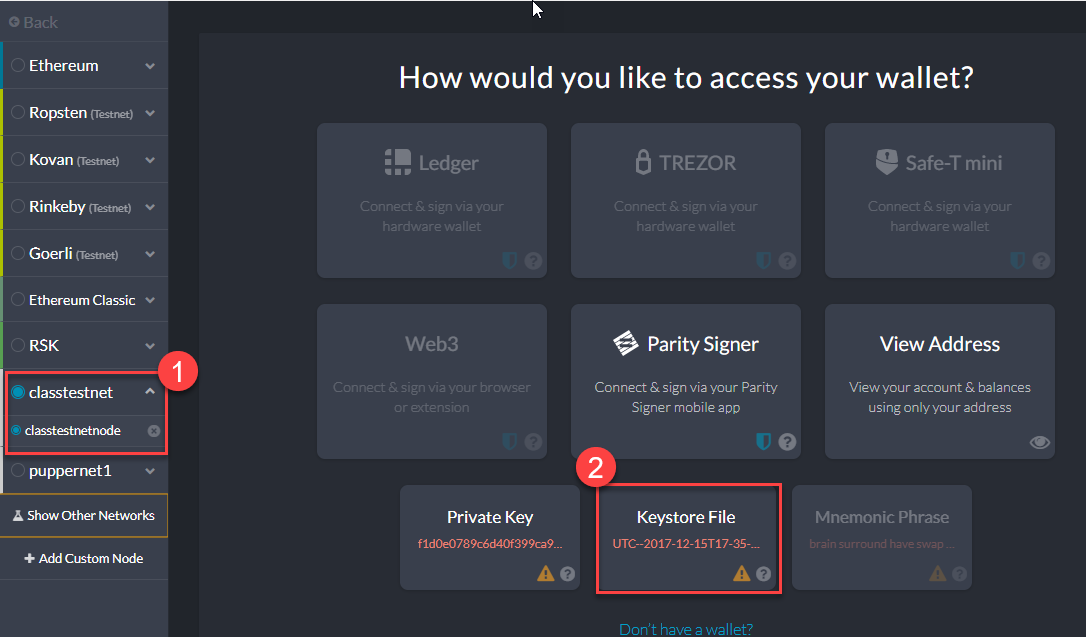 Back
Ethereum
Ropsten (Testnet)
Kovan (Testnet)
Rinkeby (Testnet)
Goerli (Testnet)
Ethereum Classic
RSK
1
classtestnet
classtestnetnode
puppernet1
Show Other Networks
Add Custom Node
How would you like to access your wallet?
Ledger
Connect & sign via your
hardware wallet
?
TREZOR
Connect & sign via your
hardware wallet
?
Safe-T mini
Connect & sign via your
hardware wallet
?
Web3
Connect & sign via your browser
or extension
?
Parity Signer
Connect & sign via your Parity
Signer mobile app
?
View Address
View your account & balances
using only your address
Private Key
f1d0e0789c6d40f399ca9...
?
2
Keystore File
UTC--2017-12-15T17-35-...
?
Mnemonic Phrase
brain surround have swap ...
?
Don't have a wallet?